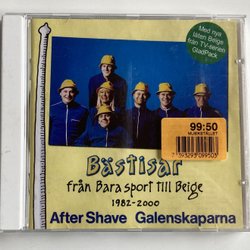 Med nya
låten Beige
från TV-serien
GladPack
Bästisar
från Bara sport till Beige
1982-2000
99:50
After Shave Galenskaparna